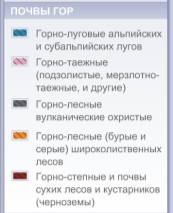 ПОЧВЫ ГОР
Горно-луговые альпийских
и субальпийских лугов
Горно-таежные
(подзолистые, мерзлотно-
таежные, и другие)
Горно-лесные
вулканические охристые
Горно-лесные (бурые и
серые) широколиственных
лесов
Горно-степные и почвы
сухих лесов и кустарников
(черноземы)